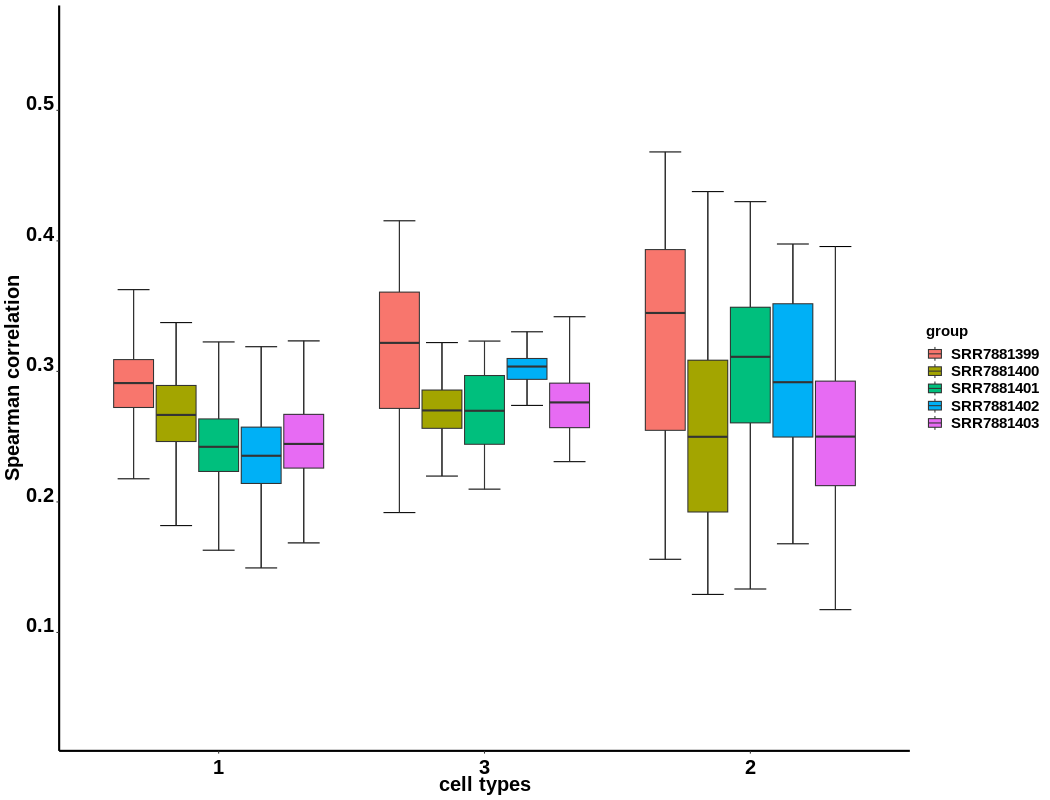 Spearman correlation
0.5
0.4
0.3
0.2
0.1
1 3 2
cell types
group
SRR7881399
SRR7881400
SRR7881401
SRR7881402
SRR7881403